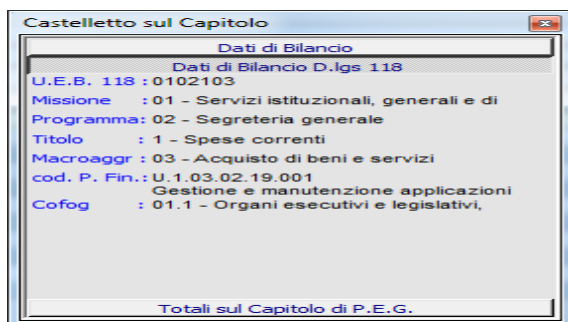 Castelletto sul Capitolo
Dati di Bilancio
Dati di Bilancio D.lgs 118
U.E.B. 118 : 0102103
Missione : 01 - Servizi istituzionali, generali e di
Programma: 02 - Segreteria generale
Titolo : 1 - Spese correnti
Macroaggr : 03 - Acquisto di beni e servizi
cod. P. Fin.: U.1.03.02.19.001
Gestione e manutenzione applicazioni
Cofog : 01.1 - Organi esecutivi e legislativi,
Totali sul Capitolo di P.E.G.